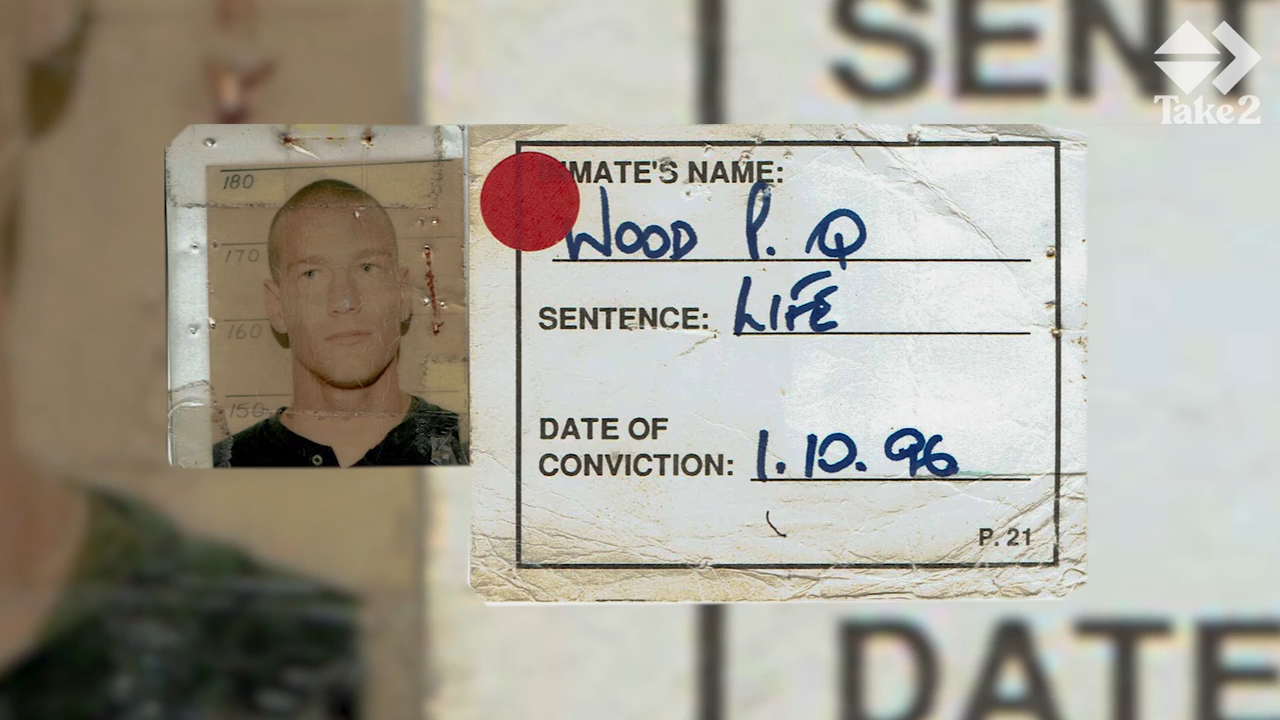 SENT
Take2
180
170
160
150
INMATE'S NAME:
WOOD P. Q
SENTENCE: LIFE
DATE OF
CONVICTION: 1.10.96
P. 21
DATE